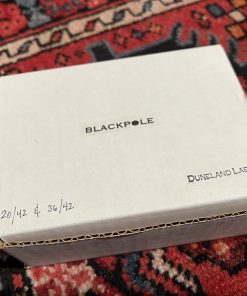 BLACKPOLE
DUNELAND LAB
20/42 & 36/42